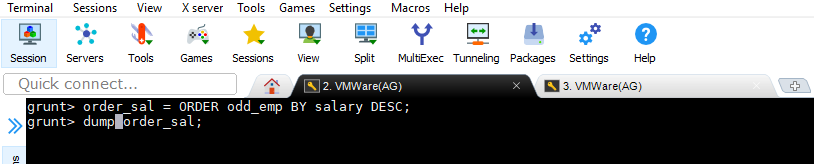 Terminal Sessions View X server Tools Games Settings Macros Help
Session Servers Tools Games Sessions View Split MultiExec Tunneling Packages Settings Help
Quick connect... 2. VMWare(AG) 3. VMWare(AG)
grunt> order_sal = ORDER odd_emp BY salary DESC;
grunt> dump order_sal;